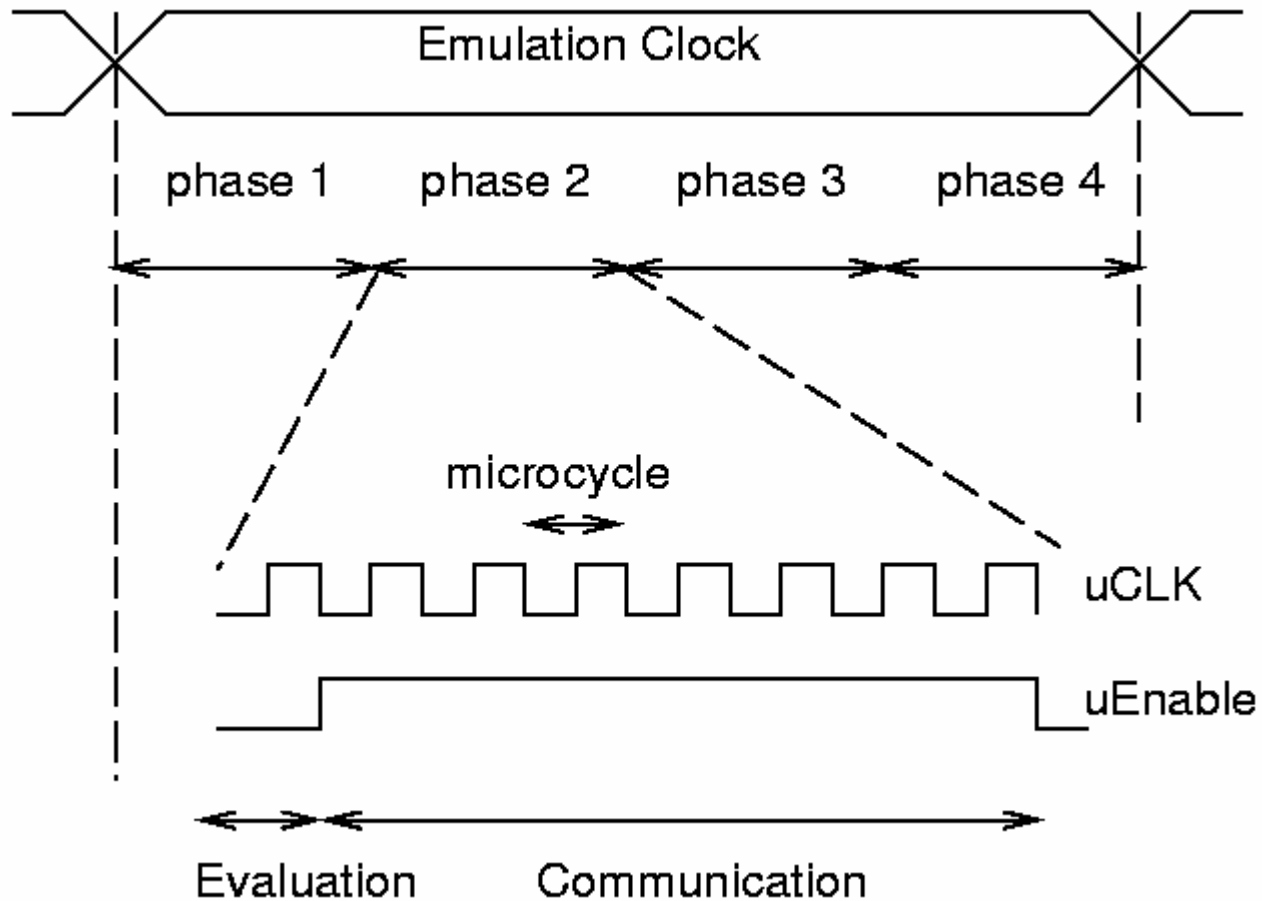 Emulation Clock
phase 1 phase 2 phase 3 phase 4
microcycle
uCLK
uEnable
Evaluation Communication